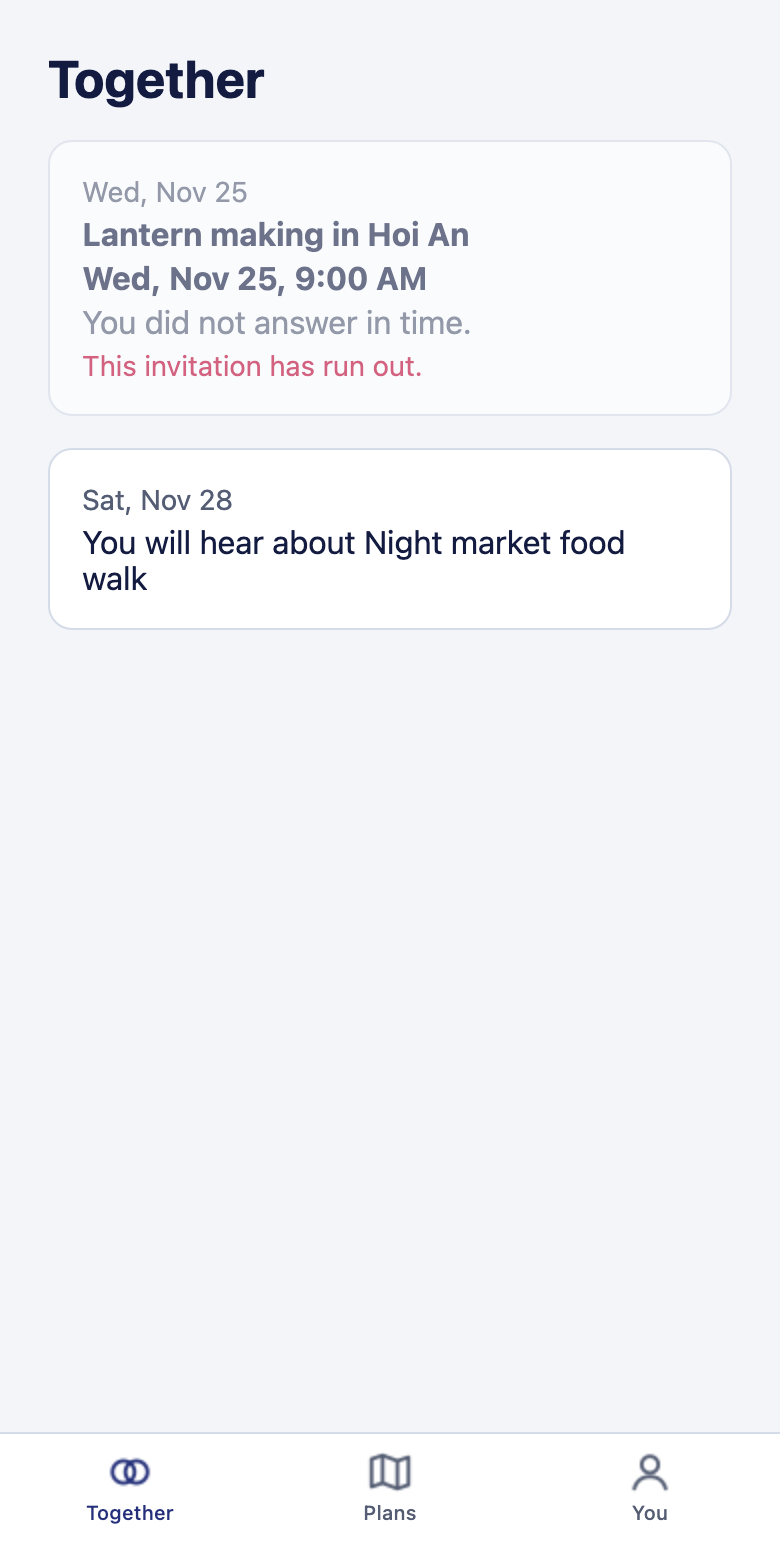 Together
Wed, Nov 25
Lantern making in Hoi An
Wed, Nov 25, 9:00 AM
You did not answer in time.
This invitation has run out.
Sat, Nov 28
You will hear about Night market food
walk
Together
Plans
You